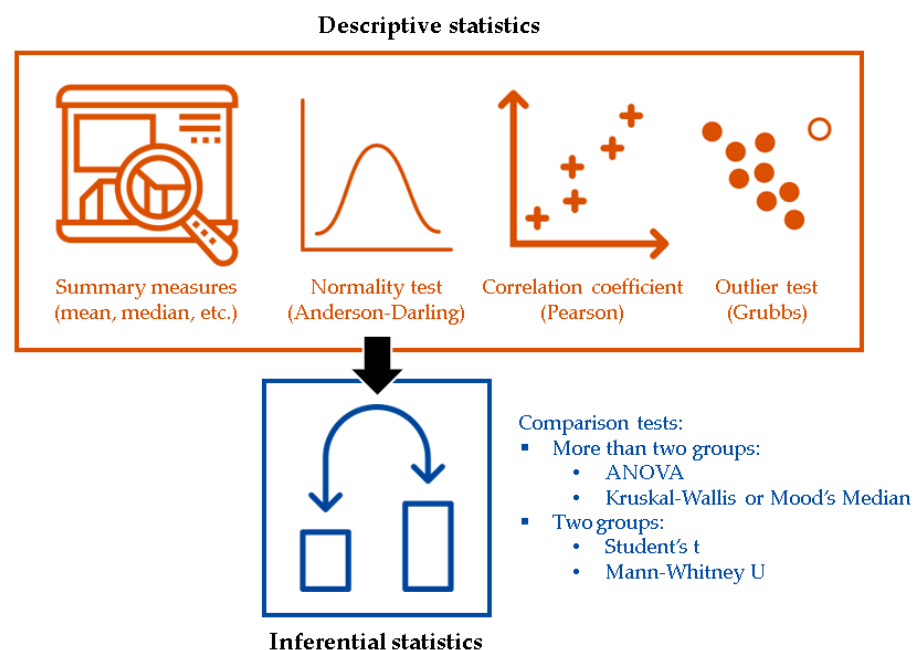 Descriptive statistics
Summary measures
(mean, median, etc.)
Normality test
(Anderson-Darling)
Correlation coefficient
(Pearson)
Outlier test
(Grubbs)
Comparison tests:
▪ More than two groups:
• ANOVA
• Kruskal-Wallis or Mood's Median
▪ Two groups:
• Student's t
• Mann-Whitney U
Inferential statistics